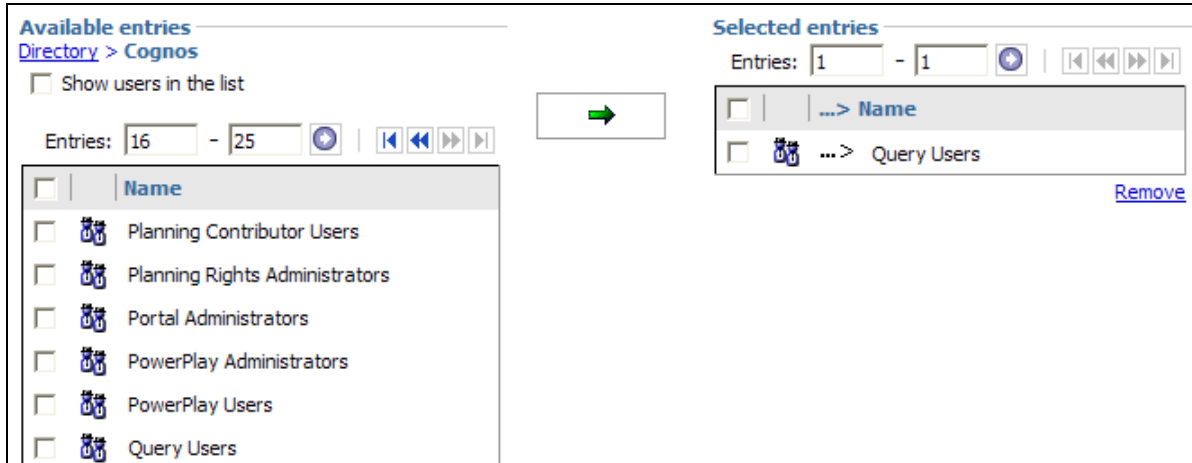 Available entries
Directory > Cognos
Show users in the list
Entries: 16 - 25
Name
Planning Contributor Users
Planning Rights Administrators
Portal Administrators
PowerPlay Administrators
PowerPlay Users
Query Users
Selected entries
Entries: 1 - 1
...> Name
...> Query Users
Remove